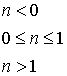 n < 0
0 ≤ n ≤ 1
n > 1